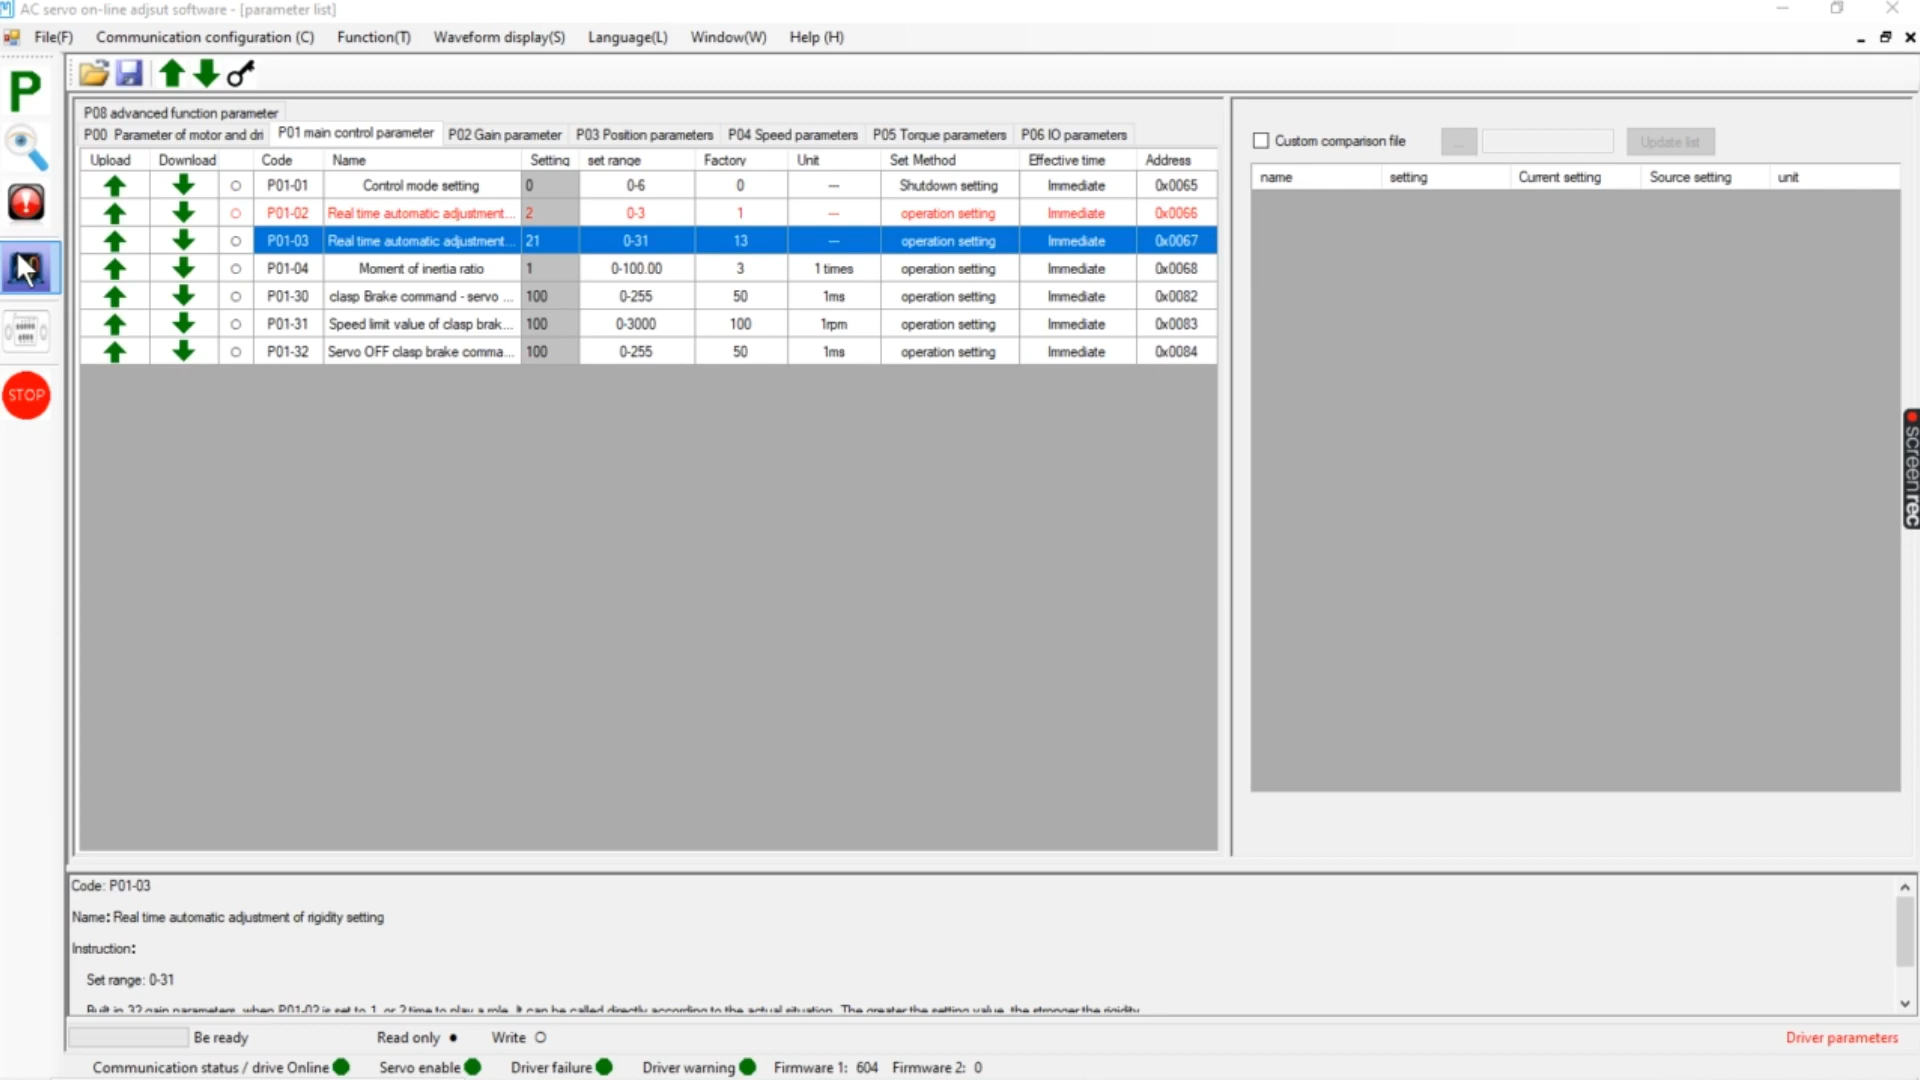 AC servo on-line adjsut software - [parameter list]
File(F) Communication configuration (C) Function(T) Waveform display(S) Language(L) Window(W) Help (H)
P
P08 advanced function parameter
P00 Parameter of motor and dri P01 main control parameter P02 Gain parameter P03 Position parameters P04 Speed parameters P05 Torque parameters P06 IO parameters
Upload Download Code Name Setting set range Factory Unit Set Method Effective time Address
P01-01 Control mode setting 0 0-6 0 --- Shutdown setting Immediate 0x0065
P01-02 Real time automatic adjustment... 2 0-3 1 --- operation setting Immediate 0x0066
P01-03 Real time automatic adjustment... 21 0-31 13 --- operation setting Immediate 0x0067
P01-04 Moment of inertia ratio 1 0-100.00 3 1 times operation setting Immediate 0x0068
P01-30 clasp Brake command - servo ... 100 0-255 50 1ms operation setting Immediate 0x0082
P01-31 Speed limit value of clasp brak... 100 0-3000 100 1rpm operation setting Immediate 0x0083
P01-32 Servo OFF clasp brake comma... 100 0-255 50 1ms operation setting Immediate 0x0084
STOP
Custom comparison file ... Update list
name setting Current setting Source setting unit
screenrec
Code: P01-03
Name: Real time automatic adjustment of rigidity setting
Instruction:
Set range: 0-31
Built in 32 gain parameters, when P01-02 is set to 1, or 2 time to play a role. It can be called directly according to the actual situation. The greater the setting value, the stronger the rigidity
Be ready Read only Write Driver parameters
Communication status / drive Online Servo enable Driver failure Driver warning Firmware 1: 604 Firmware 2: 0